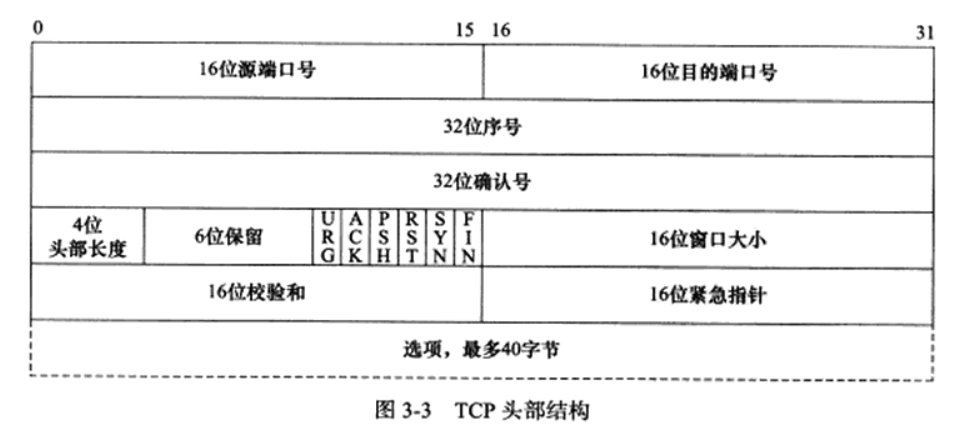 0 15 16 31
16位源端口号 16位目的端口号
32位序号
32位确认号
4位
头部长度
6位保留
URG
ACK
PSH
RST
SYN
FIN
16位窗口大小
16位校验和 16位紧急指针
选项，最多40字节
图 3-3 TCP 头部结构